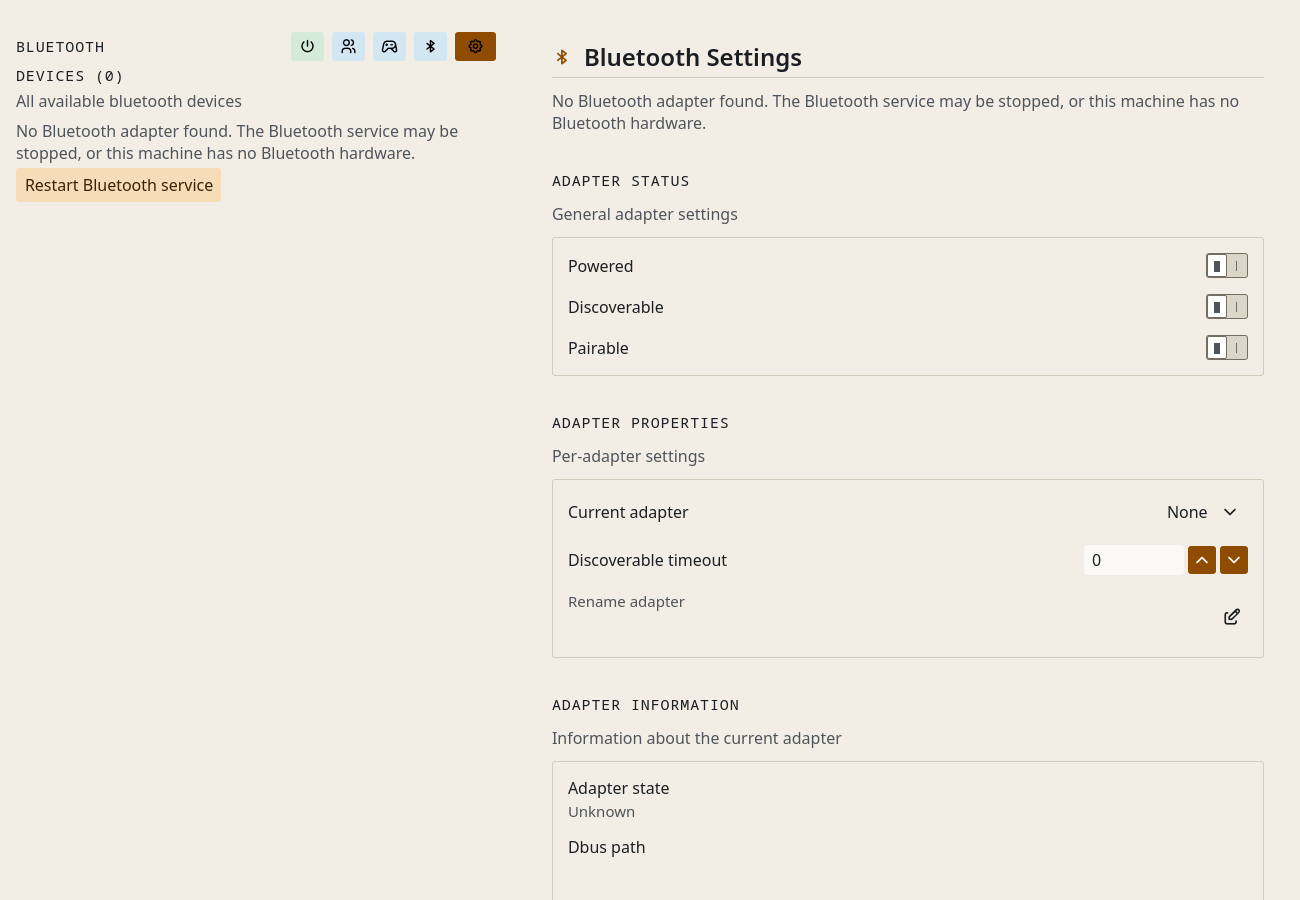 BLUETOOTH
DEVICES (0)
All available bluetooth devices
No Bluetooth adapter found. The Bluetooth service may be
stopped, or this machine has no Bluetooth hardware.
Restart Bluetooth service
Bluetooth Settings
No Bluetooth adapter found. The Bluetooth service may be stopped, or this machine has no
Bluetooth hardware.
ADAPTER STATUS
General adapter settings
Powered
Discoverable
Pairable
ADAPTER PROPERTIES
Per-adapter settings
Current adapter None
Discoverable timeout 0
Rename adapter
ADAPTER INFORMATION
Information about the current adapter
Adapter state
Unknown
Dbus path